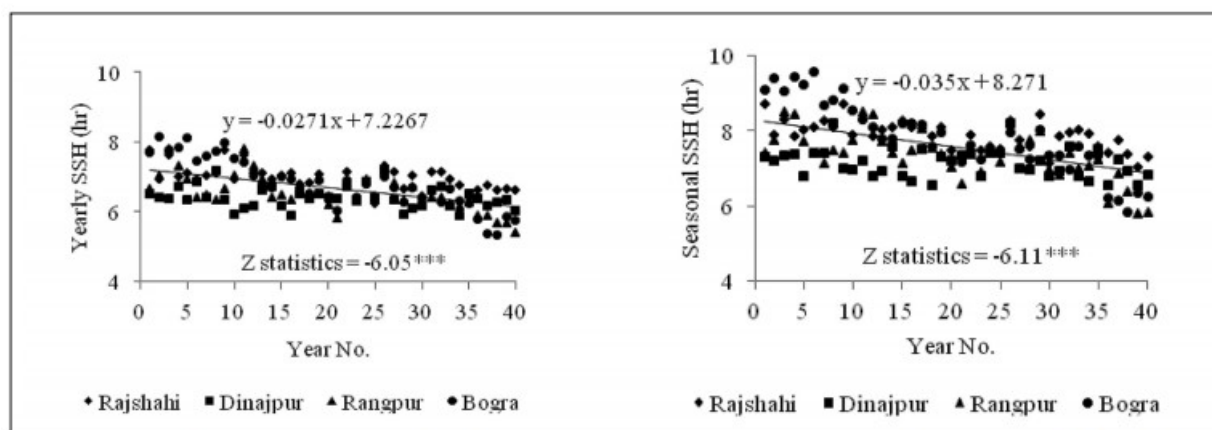 10
8
6
4
Yearly SSH (hr)
y = -0.0271x + 7.2267
Z statistics = -6.05***
0 5 10 15 20 25 30 35 40
Year No.
Rajshahi Dinajpur Rangpur Bogra
10
8
6
4
Seasonal SSH (hr)
y = -0.035x + 8.271
Z statistics = -6.11***
0 5 10 15 20 25 30 35 40
Year No.
Rajshahi Dinajpur Rangpur Bogra